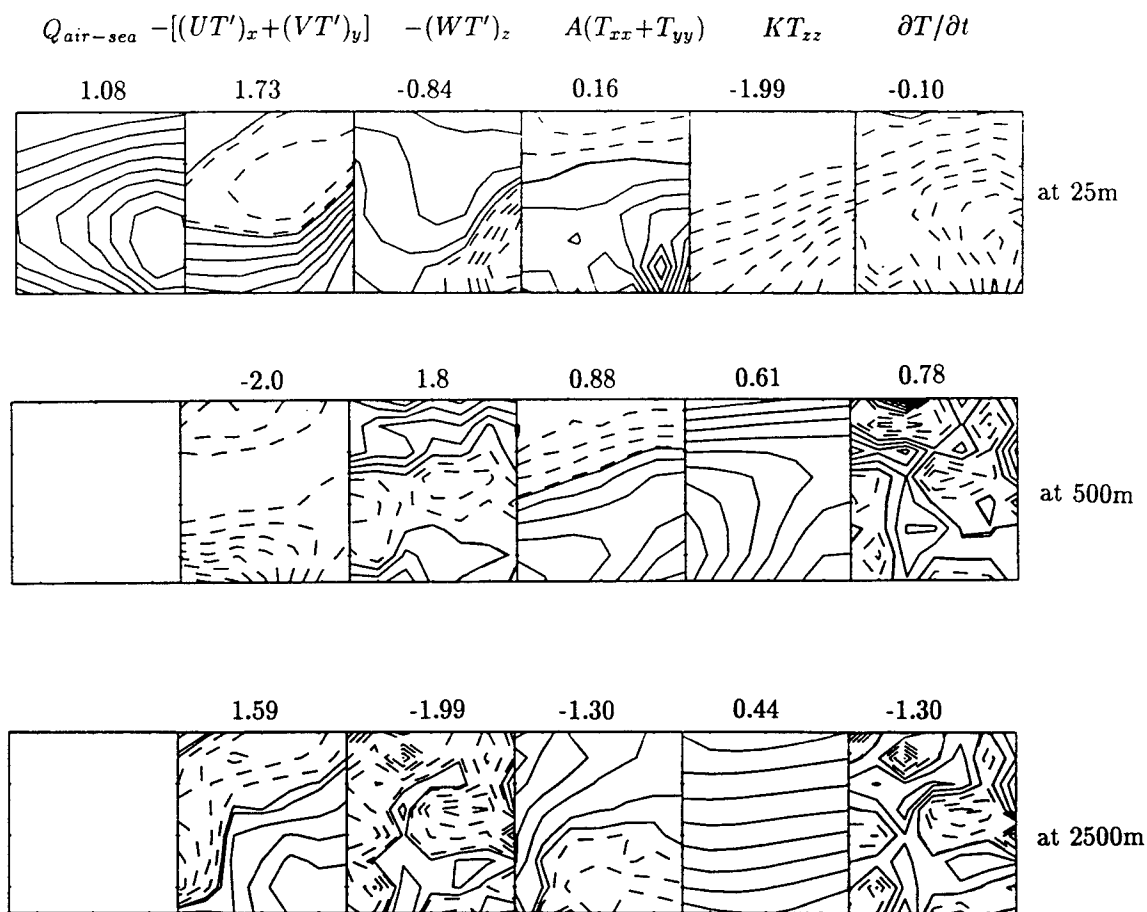 Q_{air-sea} -[(UT')_x+(VT')_y] -(WT')_z A(T_{xx}+T_{yy}) KT_{zz} ∂T/∂t
1.08 1.73 -0.84 0.16 -1.99 -0.10
at 25m
-2.0 1.8 0.88 0.61 0.78
at 500m
1.59 -1.99 -1.30 0.44 -1.30
at 2500m